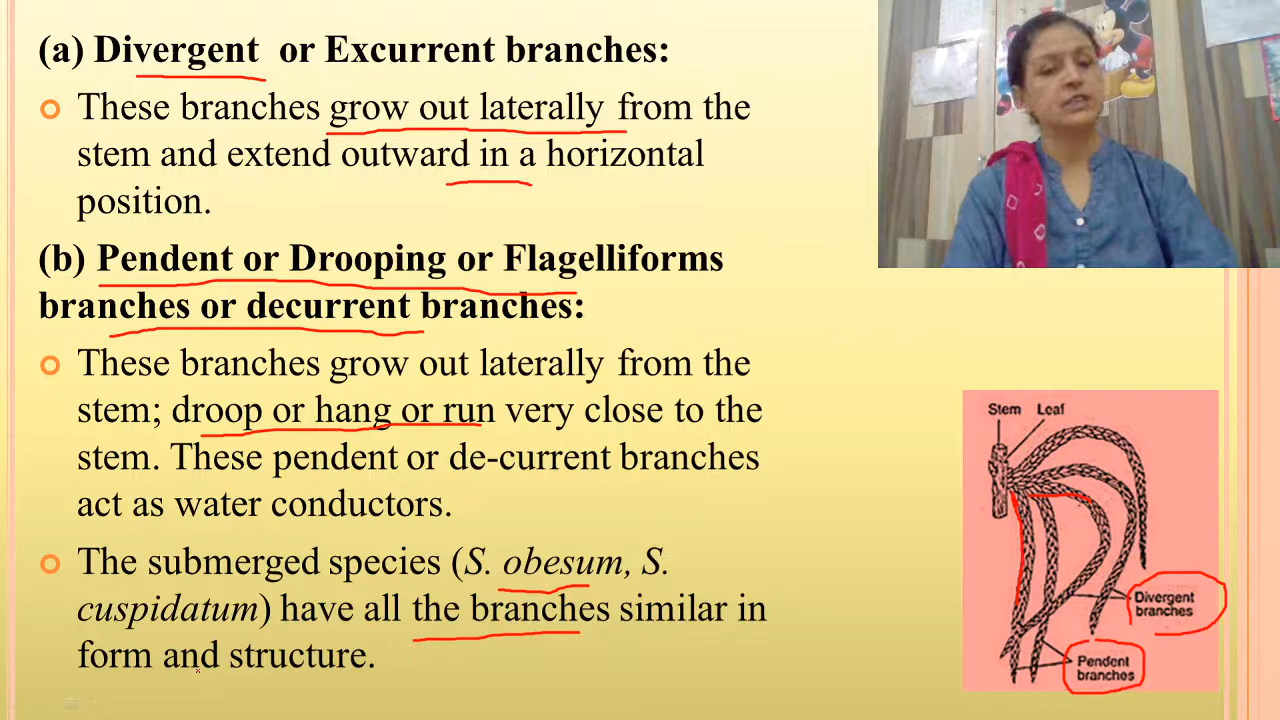 (a) Divergent or Excurrent branches:
These branches grow out laterally from the
stem and extend outward in a horizontal
position.
(b) Pendent or Drooping or Flagelliforms
branches or decurrent branches:
These branches grow out laterally from the
stem; droop or hang or run very close to the
stem. These pendent or de-current branches
act as water conductors.
The submerged species (S. obesum, S.
cuspidatum) have all the branches similar in
form and structure.
Stem Leaf
Divergent
branches
Pendent
branches